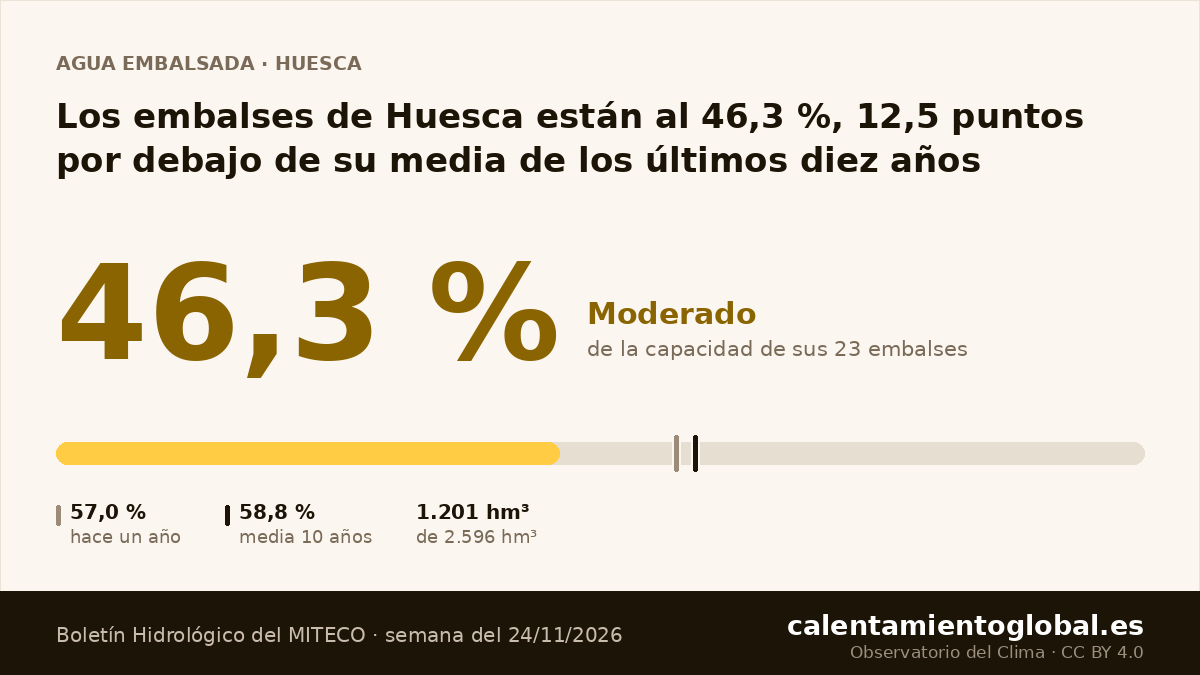 AGUA EMBALSADA · HUESCA
Los embalses de Huesca están al 46,3 %, 12,5 puntos
por debajo de su media de los últimos diez años
46,3 %
Moderado
de la capacidad de sus 23 embalses
57,0 %
hace un año
58,8 %
media 10 años
1.201 hm³
de 2.596 hm³
Boletín Hidrológico del MITECO · semana del 24/11/2026
calentamientoglobal.es
Observatorio del Clima · CC BY 4.0